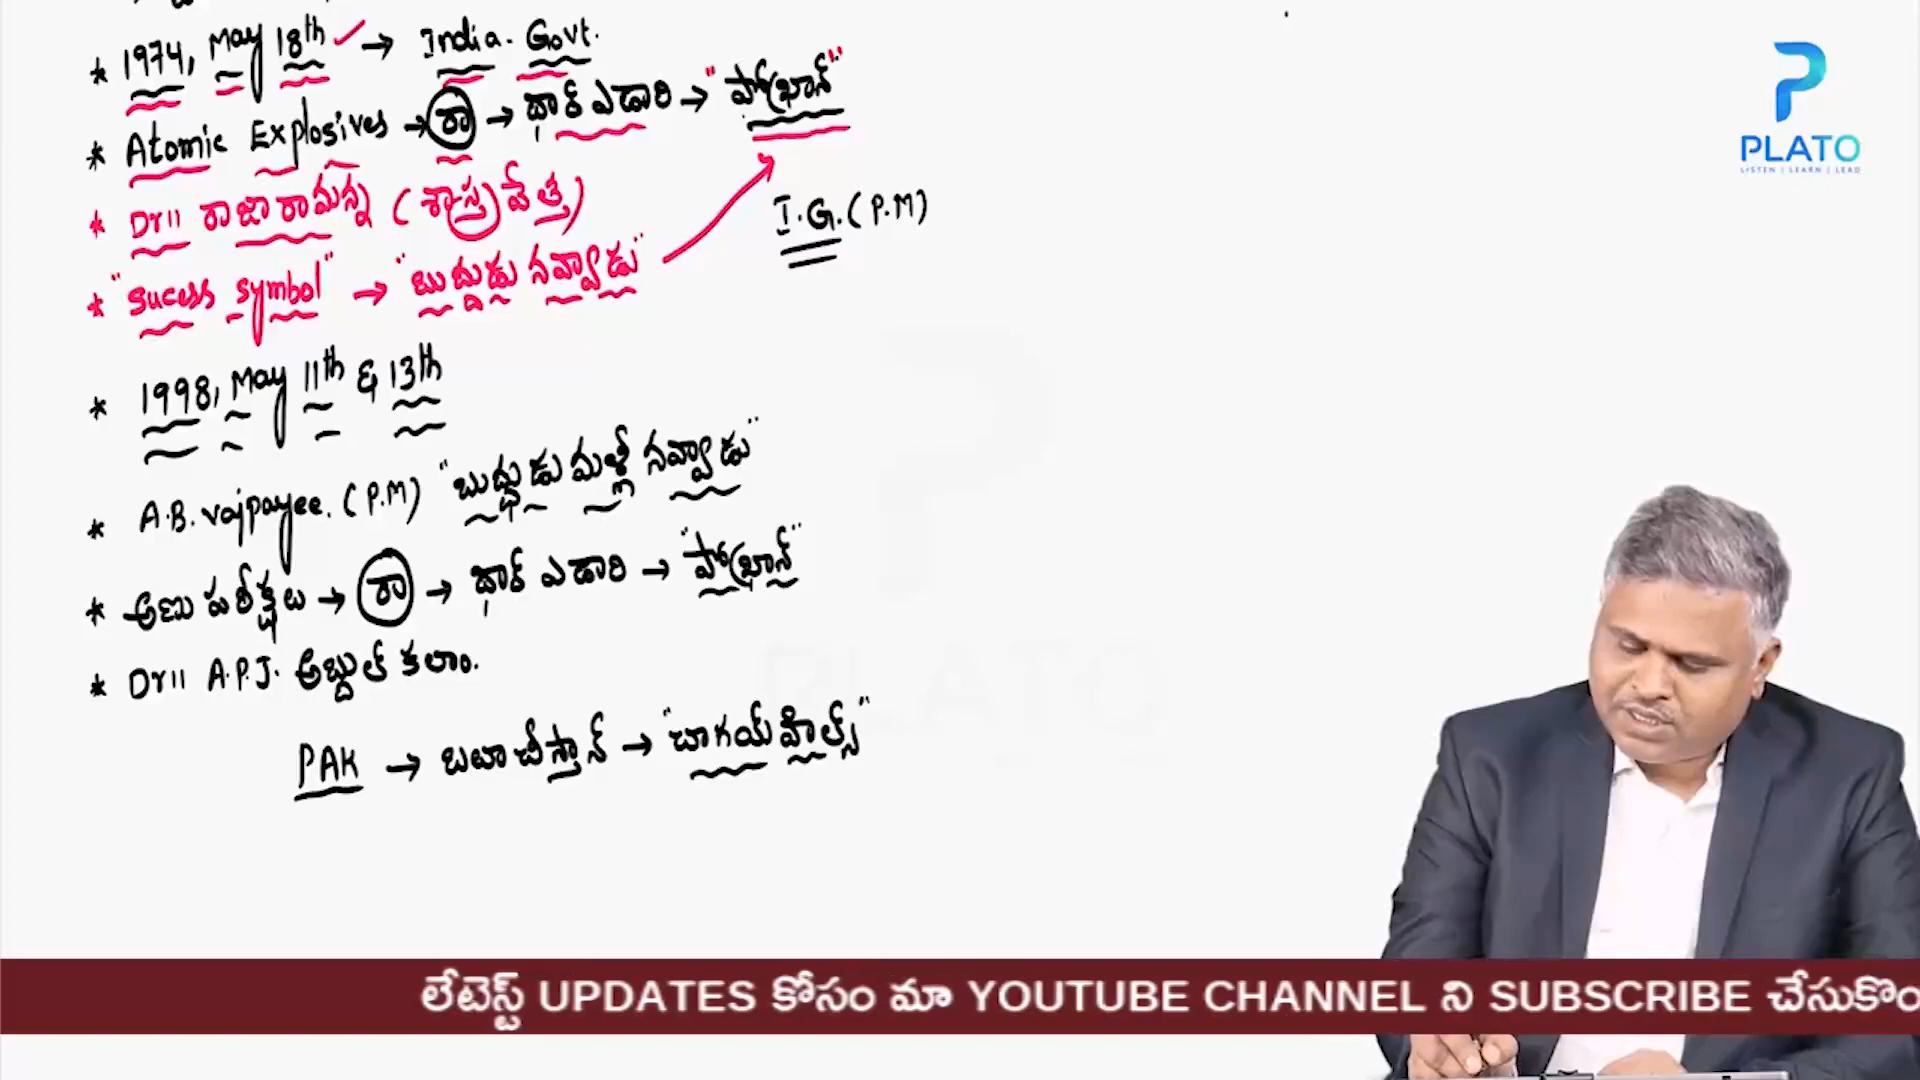 * 1974, May 18th ✓ → India. Govt.
* Atomic Explosives → రా → థార్ ఎడారి → "పోఖ్రాన్"
* Dr|| రాజా రామన్న (శాస్త్రవేత్త)
I.G. (P.M)
* "Sucess symbol" → "బుద్దుడు నవ్వాడు"
* 1998, May 11th & 13th
* A.B. vajpayee. (P.M) "బుద్ధుడు మళ్లీ నవ్వాడు"
* అణు పరీక్షలు → రా → థార్ ఎడారి → "పోఖ్రాన్"
* Dr|| A.P.J. అబ్దుల్ కలాం.
PAK → బలూచీస్తాన్ → "చాగయ్ హిల్స్"
PLATO
LISTEN | LEARN | LEAD
PLATO
లేటెస్ట్ UPDATES కోసం మా YOUTUBE CHANNEL ని SUBSCRIBE చేసుకొం